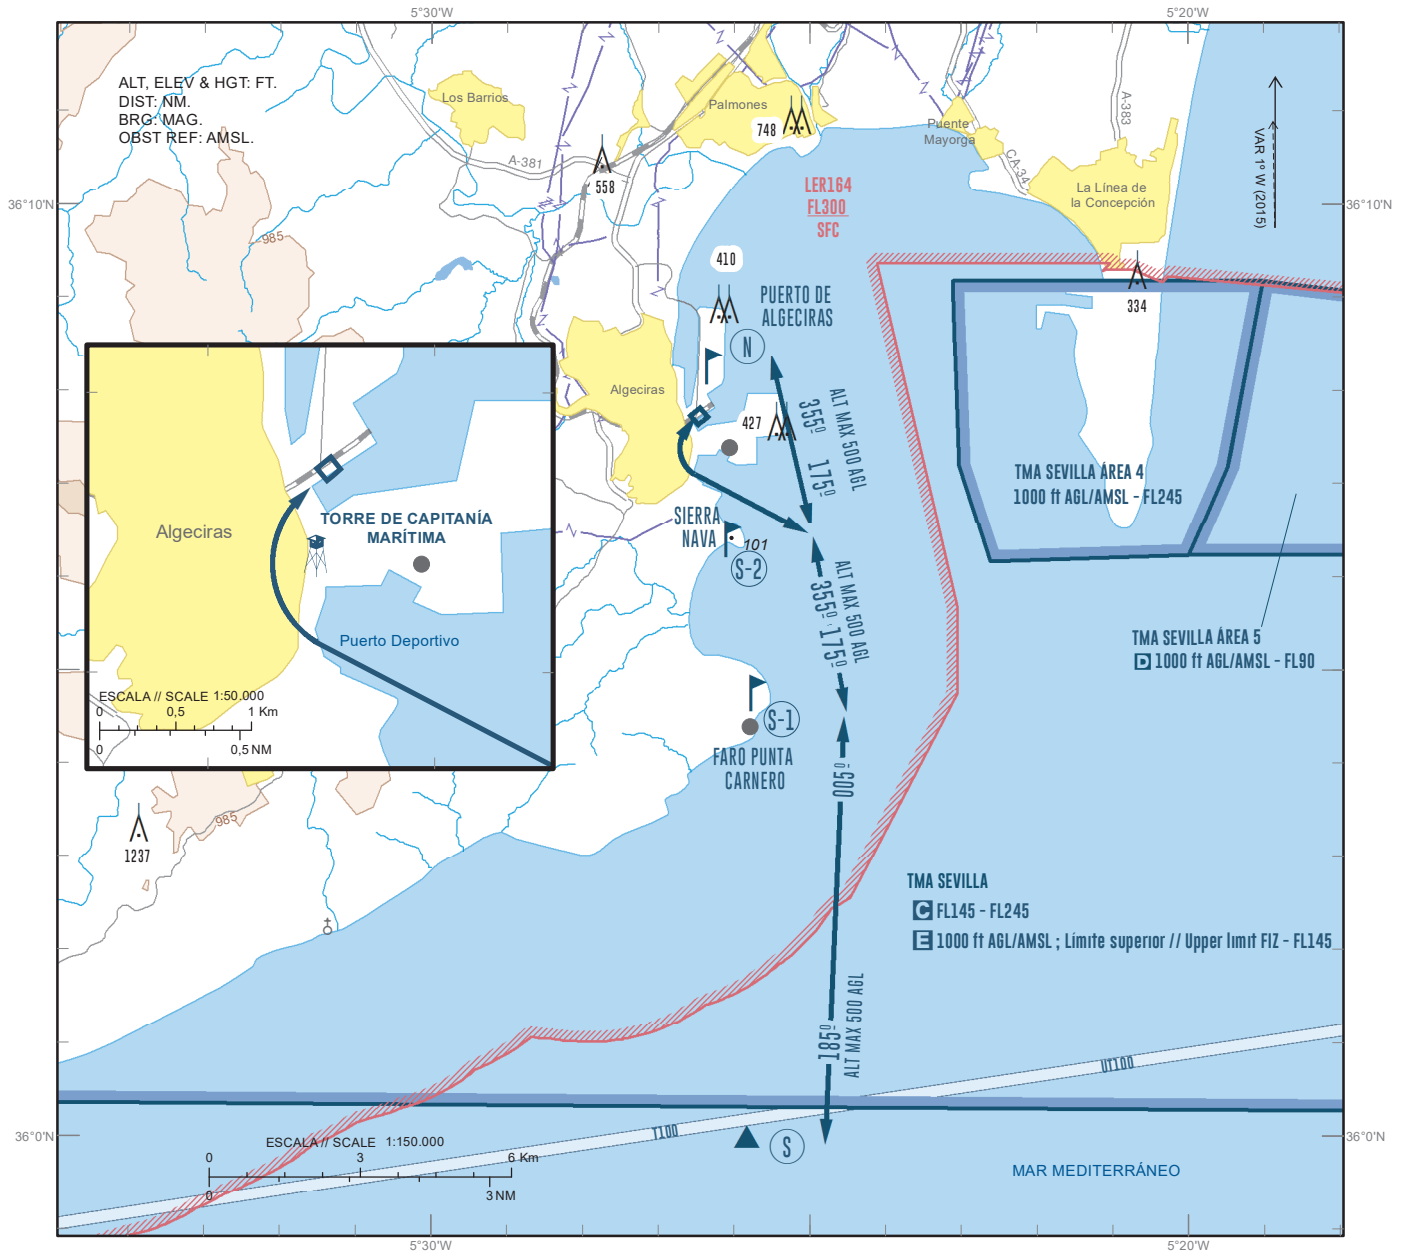 5°30'W
5°20'W
ALT, ELEV & HGT: FT.
DIST: NM.
BRG: MAG.
OBST REF: AMSL.
Los Barrios
Palmones
748
Puente
Mayorga
A-383
VAR 1º W (2015)
A-381
558
CA-34
La Línea de
la Concepción
36°10'N
36°10'N
LER164
FL300
SFC
985
410
334
PUERTO DE
ALGECIRAS
N
Algeciras
427
ALT MAX 500 AGL
355º
175º
TMA SEVILLA ÁREA 4
1000 ft AGL/AMSL - FL245
SIERRA
NAVA
101
S-2
ALT MAX 500 AGL
355º
175º
Algeciras
TORRE DE CAPITANÍA
MARÍTIMA
Puerto Deportivo
ESCALA // SCALE 1:50.000
0
0,5
1 Km
0
0,5 NM
TMA SEVILLA ÁREA 5
D 1000 ft AGL/AMSL - FL90
S-1
FARO PUNTA
CARNERO
005º
985
1237
TMA SEVILLA
C FL145 - FL245
E 1000 ft AGL/AMSL ; Límite superior // Upper limit FIZ - FL145
185º
ALT MAX 500 AGL
UT100
T100
S
36°0'N
36°0'N
ESCALA // SCALE 1:150.000
0
3
6 Km
0
3 NM
MAR MEDITERRÁNEO
5°30'W
5°20'W